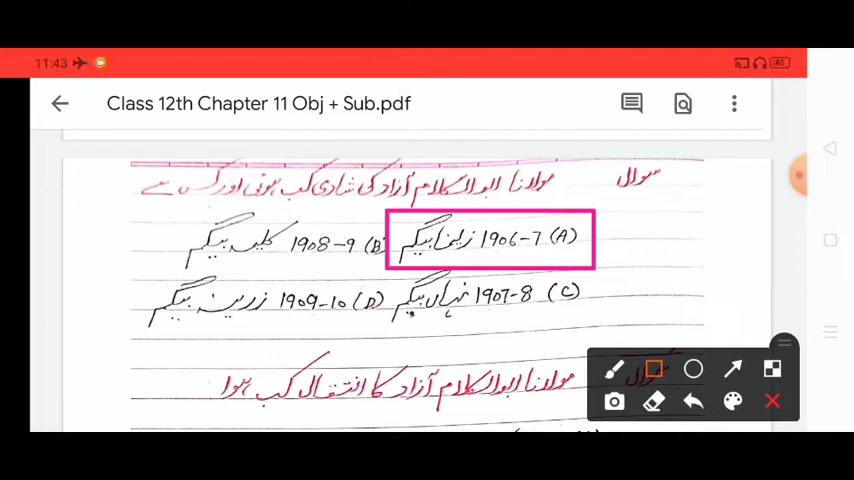 11:43
46
Class 12th Chapter 11 Obj + Sub.pdf
سوال مولانا ابوالکلام آزاد کی شادی کب ہوئی اور کس سے
(A) 1906-7 زلیخا بیگم (B) 1908-9 بیگم
(C) 1907-8 بیگم (D) 1909-10 زرینہ بیگم
سوال مولانا ابوالکلام آزاد کا انتقال کب ہوا